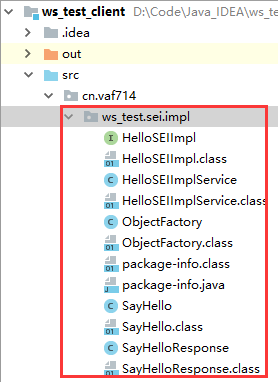 ws_test_client D:\Code\Java_IDEA\ws_te
.idea
out
src
cn.vaf714
ws_test.sei.impl
HelloSEIImpl
HelloSEIImpl.class
HelloSEIImplService
HelloSEIImplService.class
ObjectFactory
ObjectFactory.class
package-info.class
package-info.java
SayHello
SayHello.class
SayHelloResponse
SayHelloResponse.class